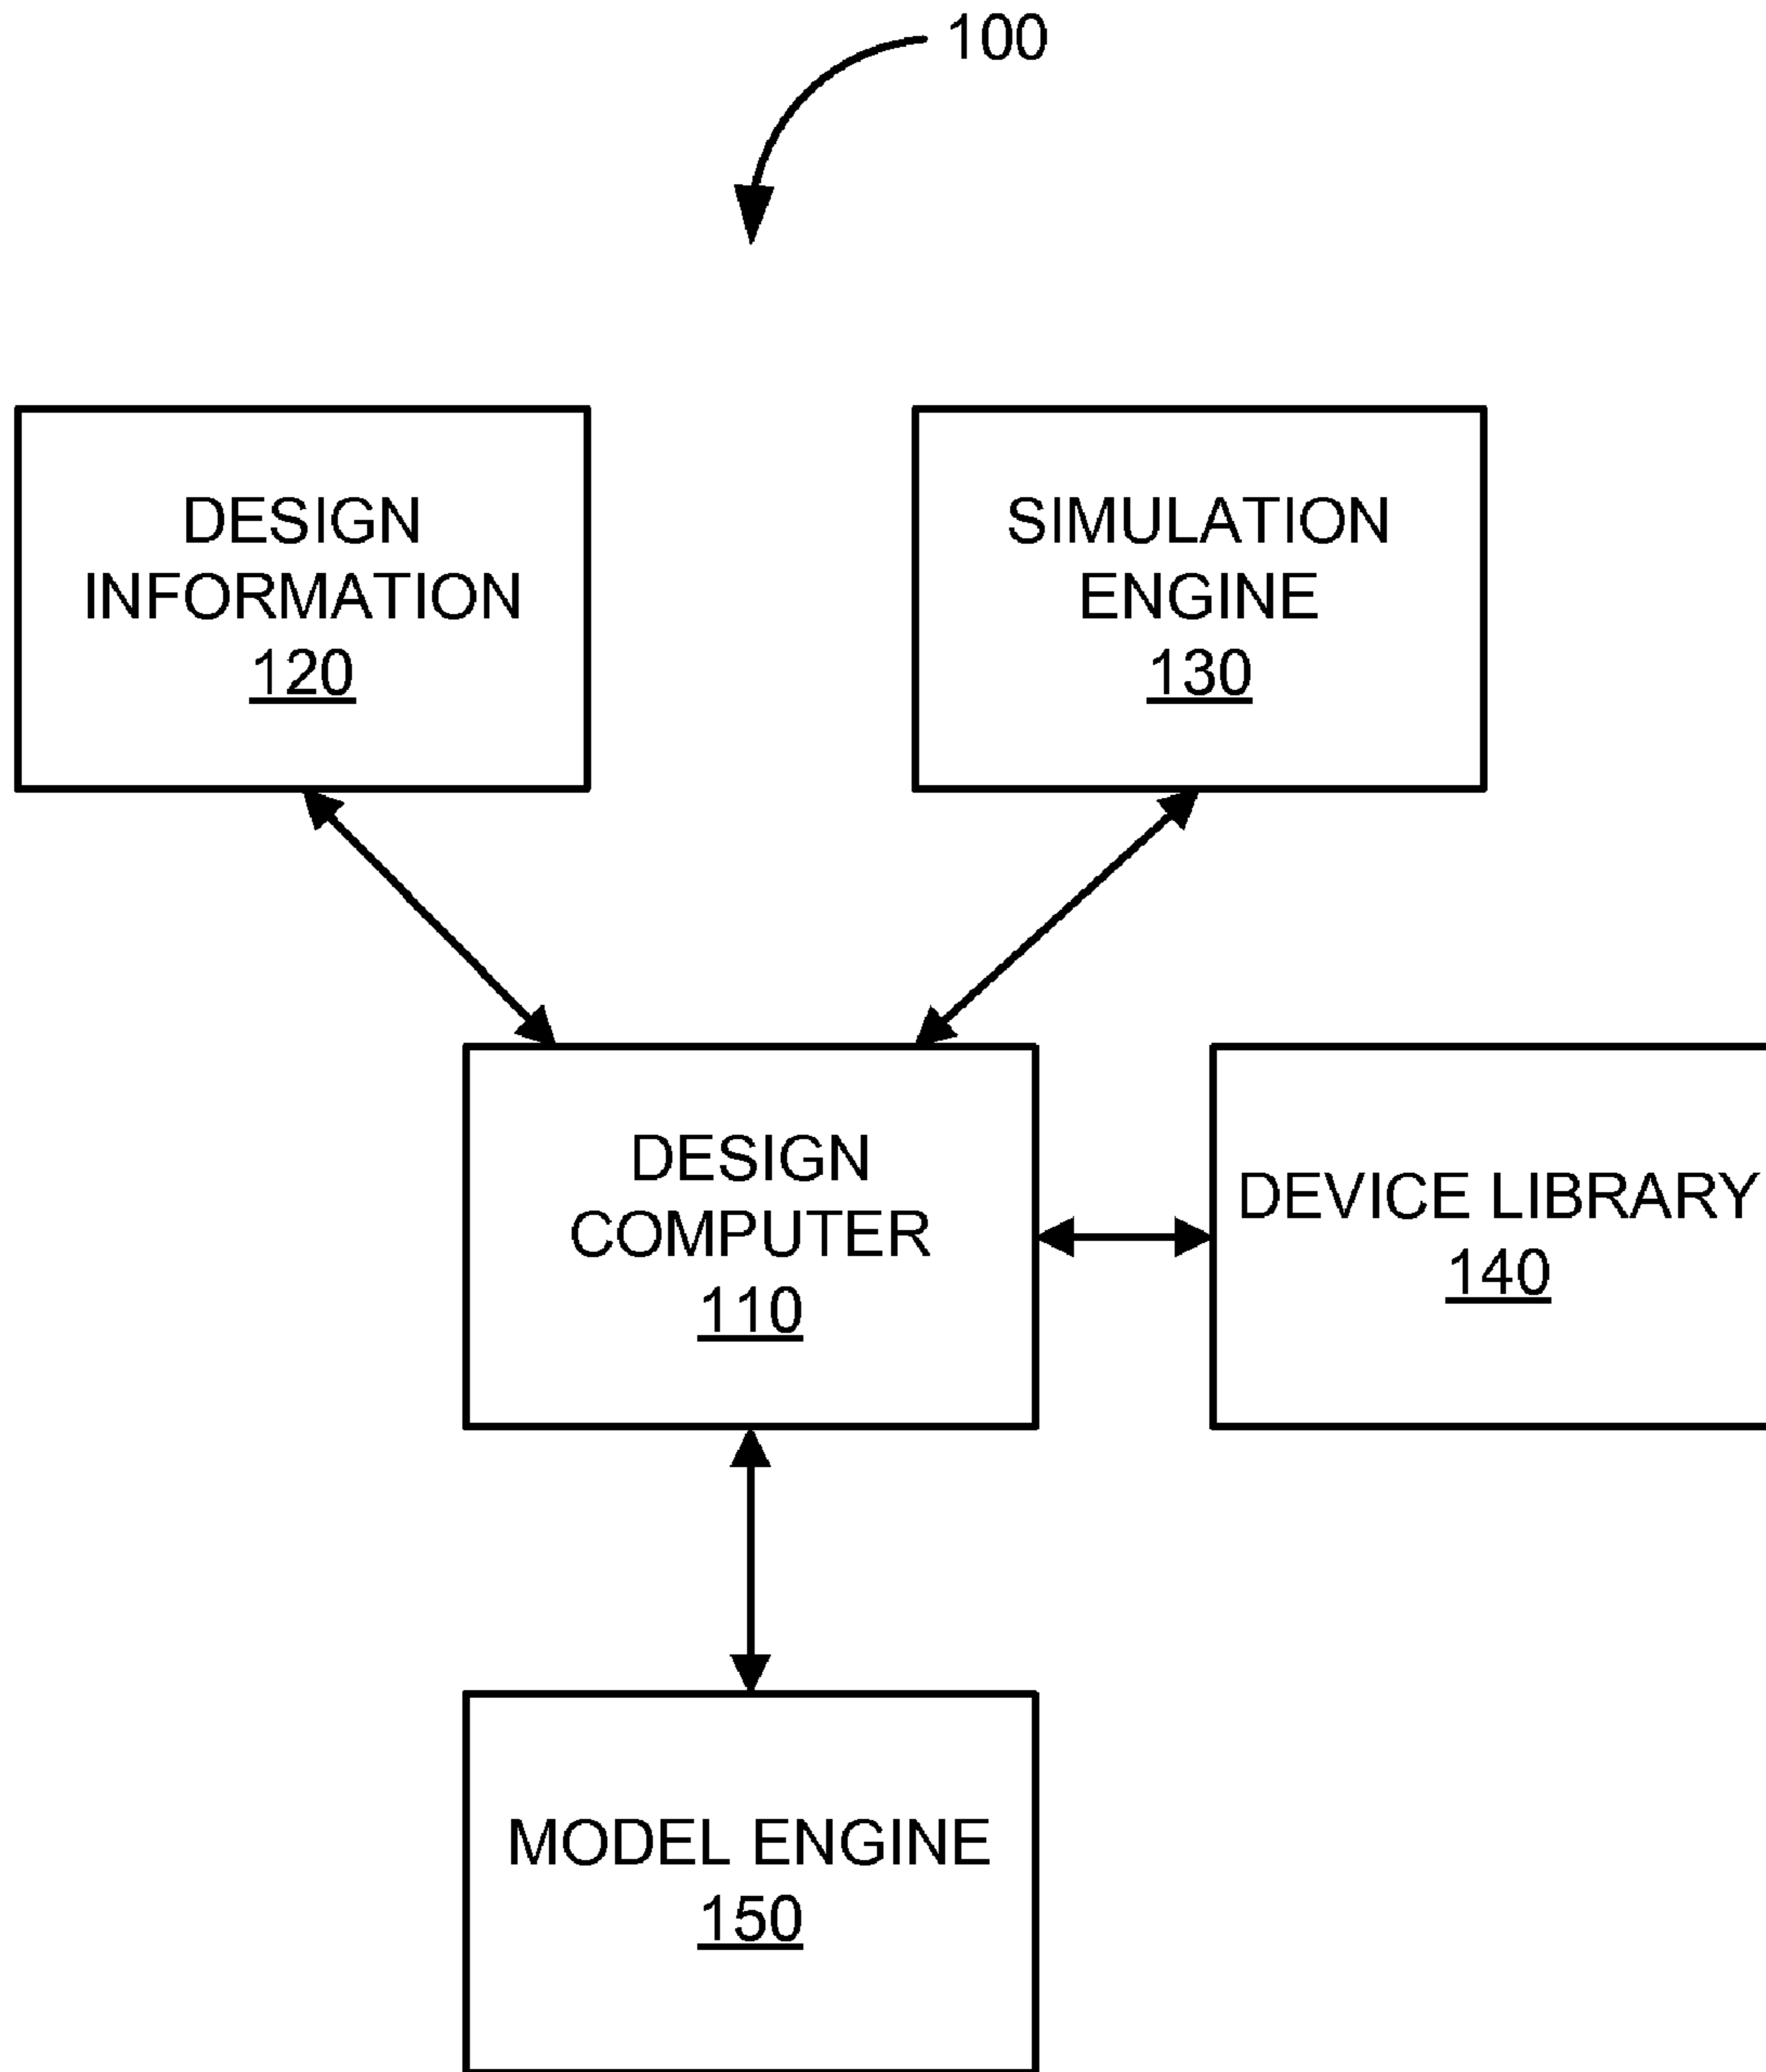 100
DESIGN
INFORMATION
120
SIMULATION
ENGINE
130
DESIGN
COMPUTER
110
DEVICE LIBRARY
140
MODEL ENGINE
150